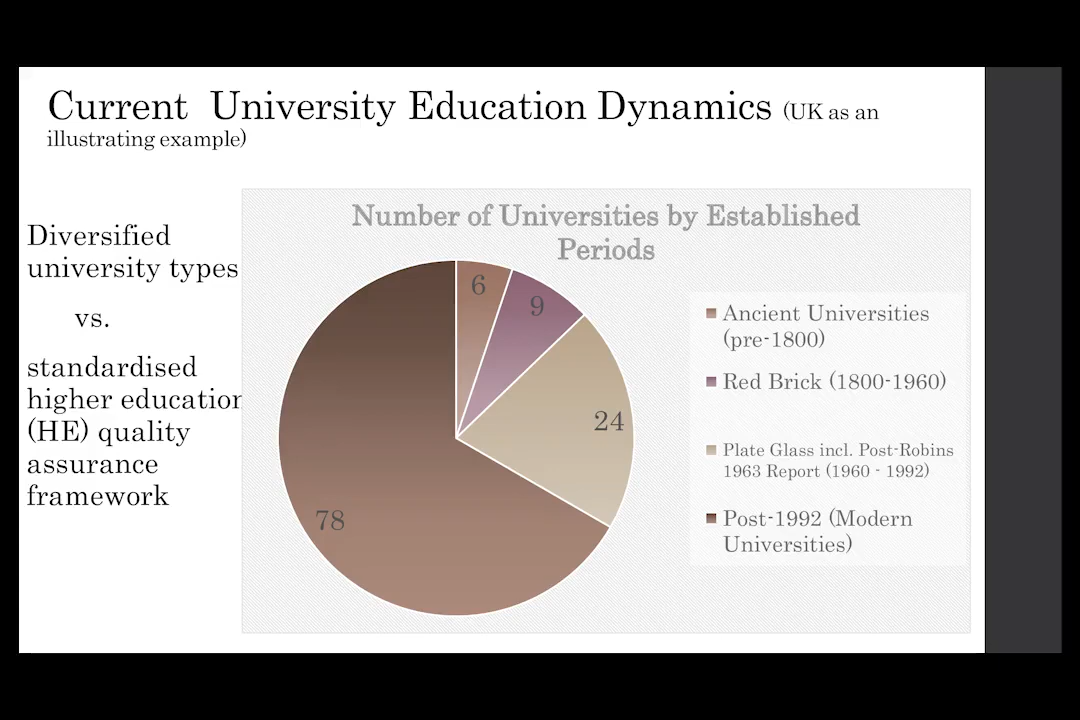 Current University Education Dynamics (UK as an
illustrating example)
Diversified
university types
vs.
standardised
higher education
(HE) quality
assurance
framework
Number of Universities by Established
Periods
6
9
24
78
Ancient Universities
(pre-1800)
Red Brick (1800-1960)
Plate Glass incl. Post-Robins
1963 Report (1960 - 1992)
Post-1992 (Modern
Universities)